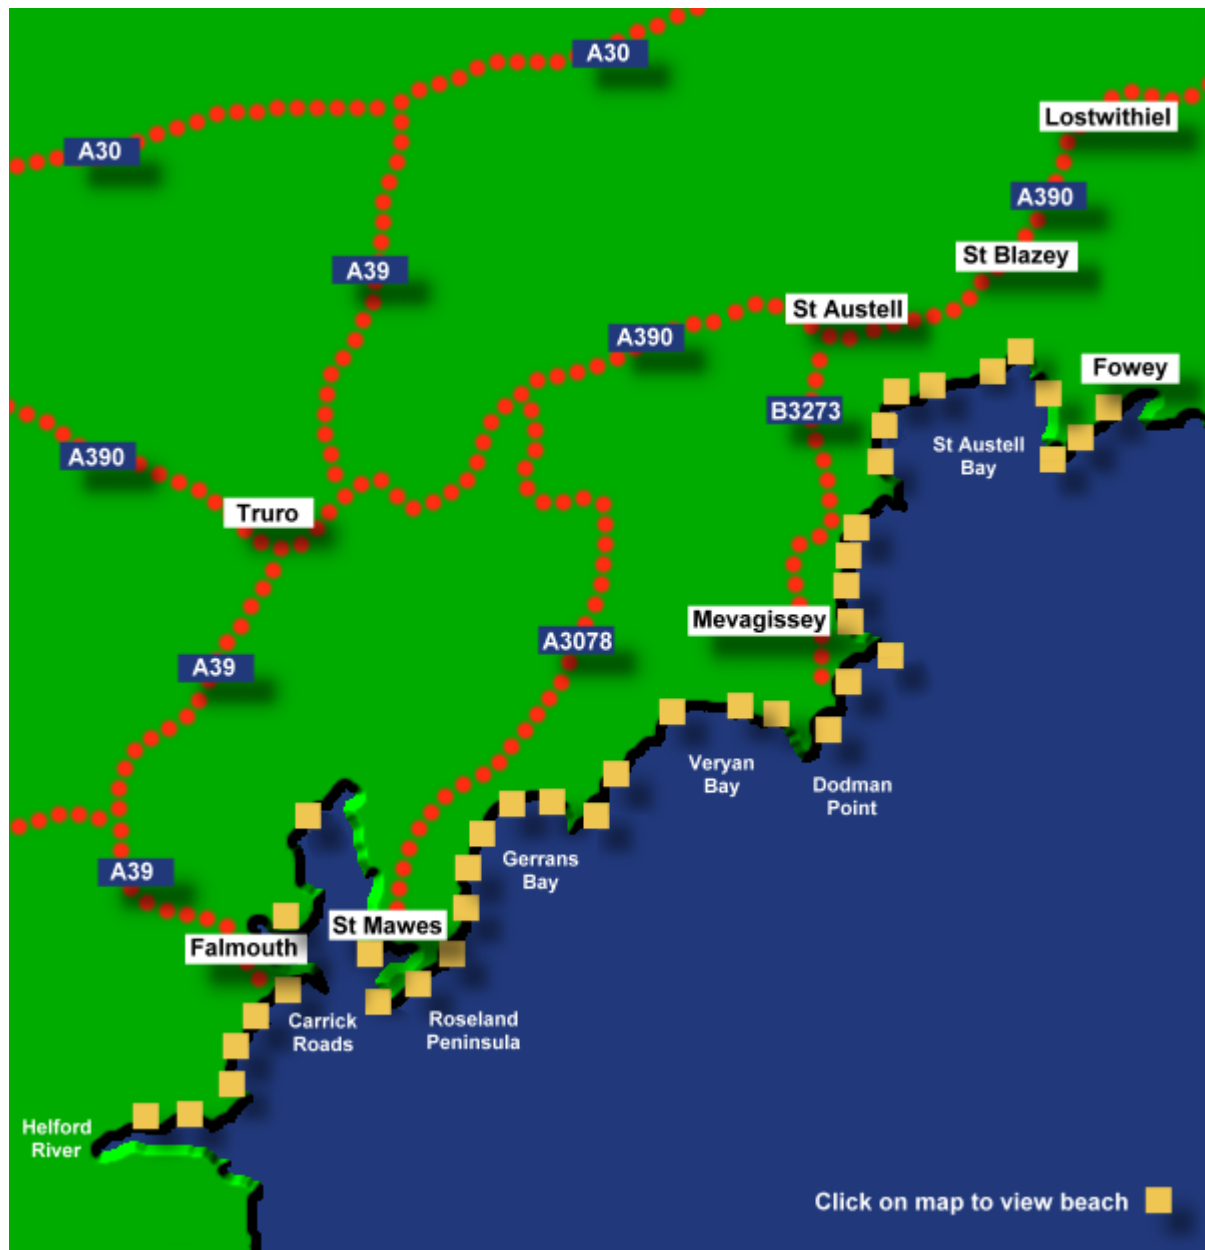 A30
A30
Lostwithiel
A390
St Blazey
A39
St Austell
A390
Fowey
B3273
St Austell
Bay
A390
Truro
Mevagissey
A3078
A39
Veryan
Bay
Dodman
Point
Gerrans
Bay
A39
St Mawes
Falmouth
Carrick
Roads
Roseland
Peninsula
Helford
River
Click on map to view beach